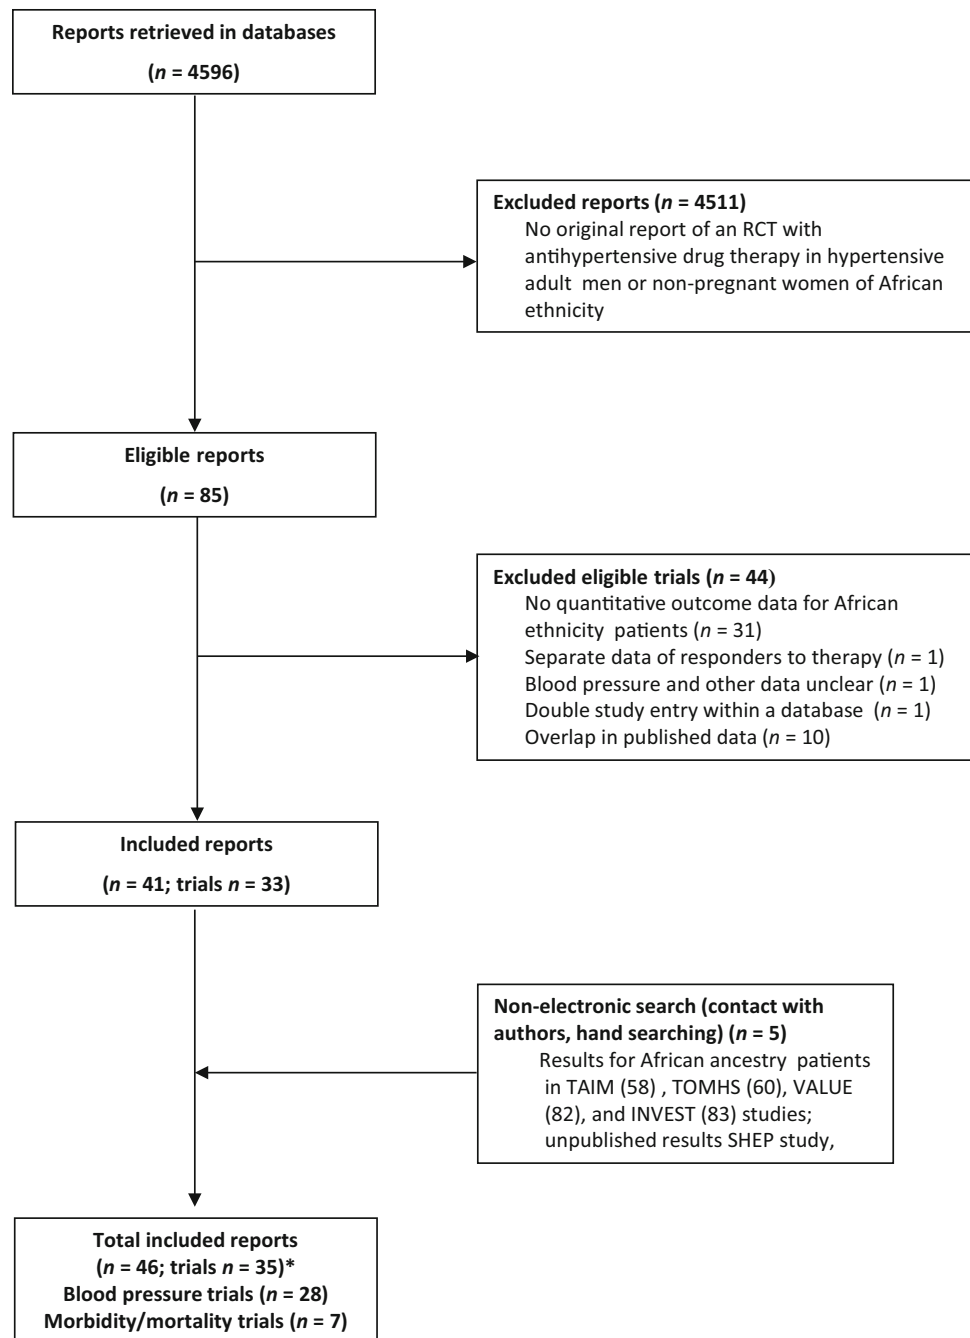 Reports retrieved in databases
(n = 4596)
Excluded reports (n = 4511)
No original report of an RCT with
antihypertensive drug therapy in hypertensive
adult men or non-pregnant women of African
ethnicity
Eligible reports
(n = 85)
Excluded eligible trials (n = 44)
No quantitative outcome data for African
ethnicity patients (n = 31)
Separate data of responders to therapy (n = 1)
Blood pressure and other data unclear (n = 1)
Double study entry within a database (n = 1)
Overlap in published data (n = 10)
Included reports
(n = 41; trials n = 33)
Non-electronic search (contact with
authors, hand searching) (n = 5)
Results for African ancestry patients
in TAIM (58) , TOMHS (60), VALUE
(82), and INVEST (83) studies;
unpublished results SHEP study,
Total included reports
(n = 46; trials n = 35)*
Blood pressure trials (n = 28)
Morbidity/mortality trials (n = 7)